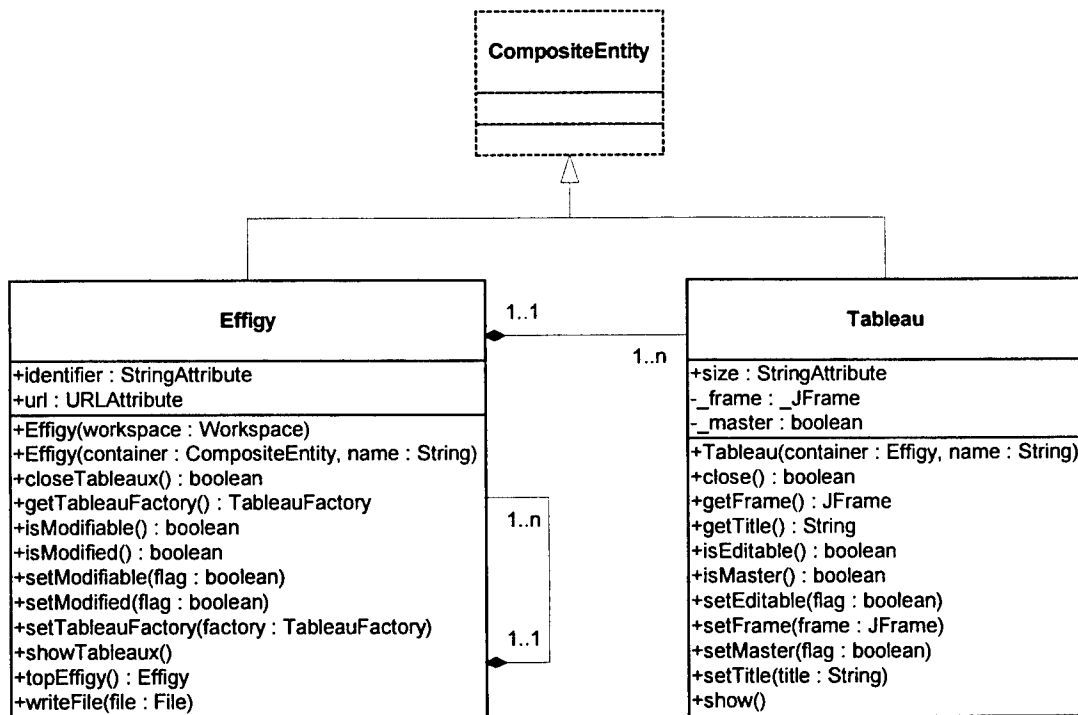 CompositeEntity
Effigy
+identifier : StringAttribute
+url : URLAttribute
+Effigy(workspace : Workspace)
+Effigy(container : CompositeEntity, name : String)
+closeTableaux() : boolean
+getTableauFactory() : TableauFactory
+isModifiable() : boolean
+isModified() : boolean
+setModifiable(flag : boolean)
+setModified(flag : boolean)
+setTableauFactory(factory : TableauFactory)
+showTableaux()
+topEffigy() : Effigy
+writeFile(file : File)
1..1
1..n
1..n
1..1
Tableau
+size : StringAttribute
-_frame : _JFrame
-_master : boolean
+Tableau(container : Effigy, name : String)
+close() : boolean
+getFrame() : JFrame
+getTitle() : String
+isEditable() : boolean
+isMaster() : boolean
+setEditable(flag : boolean)
+setFrame(frame : JFrame)
+setMaster(flag : boolean)
+setTitle(title : String)
+show()